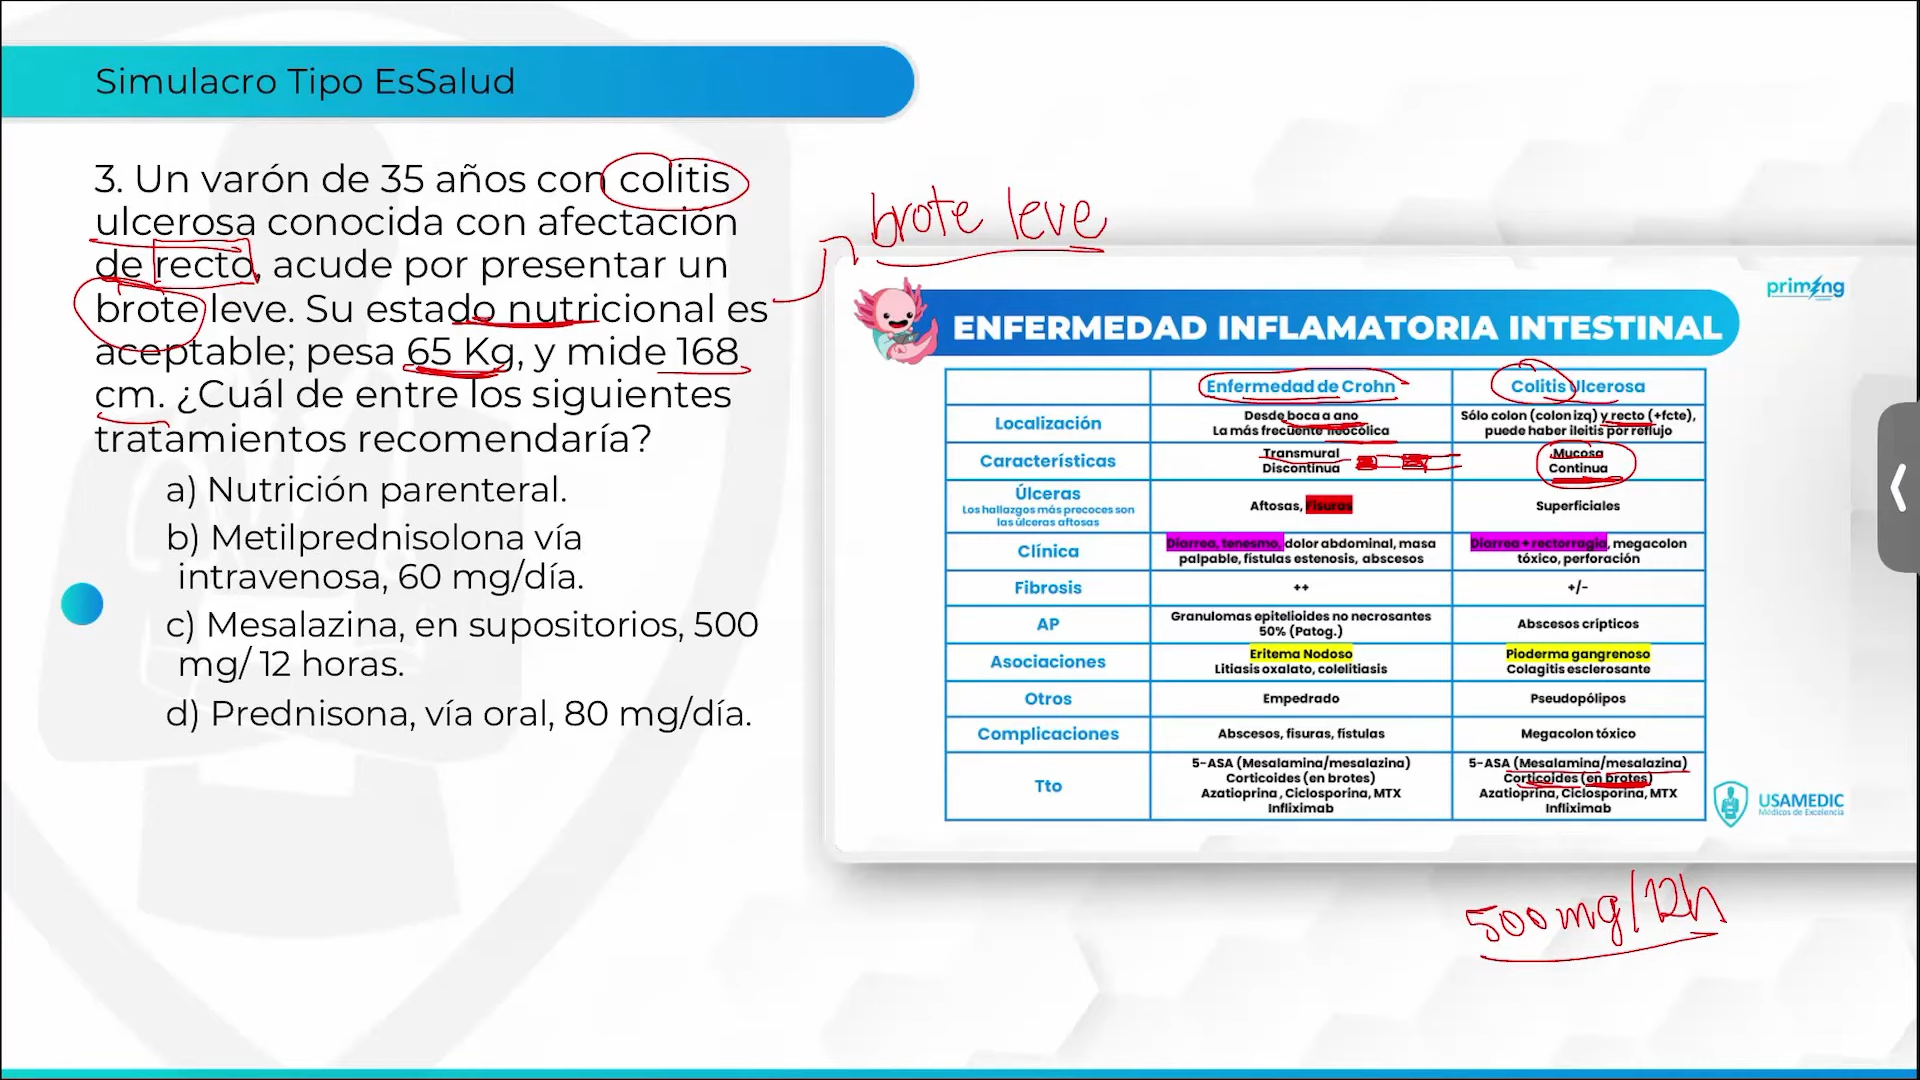 Simulacro Tipo EsSalud
3. Un varón de 35 años con colitis
ulcerosa conocida con afectación
de recto, acude por presentar un
brote leve. Su estado nutricional es
aceptable; pesa 65 Kg, y mide 168
cm. ¿Cuál de entre los siguientes
tratamientos recomendaría?
a) Nutrición parenteral.
b) Metilprednisolona vía
intravenosa, 60 mg/día.
c) Mesalazina, en supositorios, 500
mg/ 12 horas.
d) Prednisona, vía oral, 80 mg/día.
brote leve
priming
ENFERMEDAD INFLAMATORIA INTESTINAL
Enfermedad de Crohn Colitis Ulcerosa
Localización
Desde boca a ano
La más frecuente ileocólica
Sólo colon (colon izq) y recto (+fcte),
puede haber ileitis por reflujo
Características
Transmural
Discontinua
Mucosa
Continua
Úlceras
Los hallazgos más precoces son
las úlceras aftosas
Aftosas, Fisuras
Superficiales
Clínica
Diarrea, tenesmo, dolor abdominal, masa
palpable, fístulas estenosis, abscesos
Diarrea + rectorragia, megacolon
tóxico, perforación
Fibrosis
++
+/-
AP
Granulomas epitelioides no necrosantes
50% (Patog.)
Abscesos crípticos
Asociaciones
Eritema Nodoso
Litiasis oxalato, colelitiasis
Pioderma gangrenoso
Colagitis esclerosante
Otros
Empedrado
Pseudopólipos
Complicaciones
Abscesos, fisuras, fístulas
Megacolon tóxico
Tto
5-ASA (Mesalamina/mesalazina)
Corticoides (en brotes)
Azatioprina , Ciclosporina, MTX
Infliximab
5-ASA (Mesalamina/mesalazina)
Corticoides (en brotes)
Azatioprina, Ciclosporina, MTX
Infliximab
USAMEDIC
Médicos de Excelencia
500 mg/12h